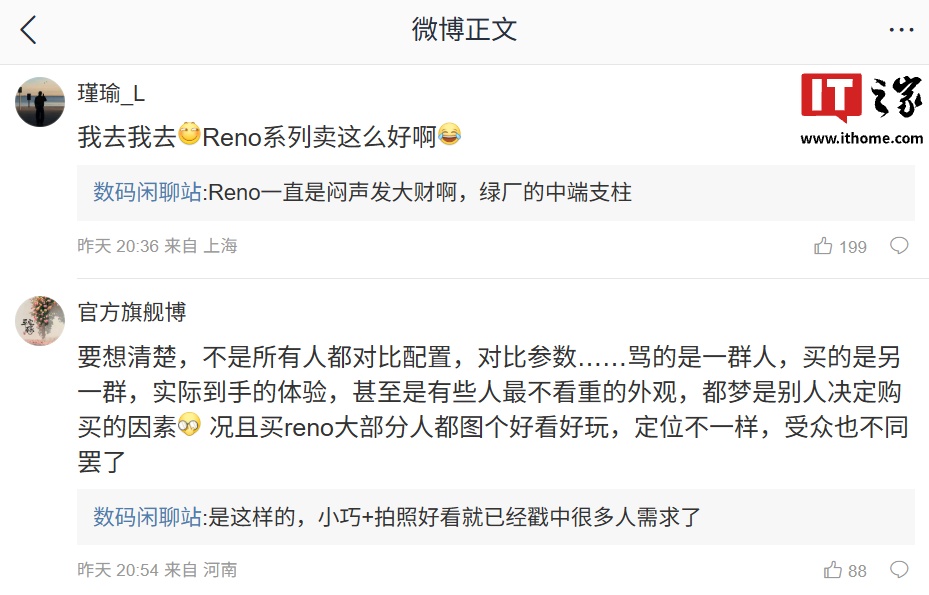 微博正文
IT之家
www.ithome.com
瑾瑜_L
我去我去Reno系列卖这么好啊
数码闲聊站:Reno一直是闷声发大财啊，绿厂的中端支柱
昨天 20:36 来自 上海
199
官方旗舰博
要想清楚，不是所有人都对比配置，对比参数……骂的是一群人，买的是另
一群，实际到手的体验，甚至是有些人最不看重的外观，都梦是别人决定购
买的因素 况且买reno大部分人都图个好看好玩，定位不一样，受众也不同
罢了
数码闲聊站:是这样的，小巧+拍照好看就已经戳中很多人需求了
昨天 20:54 来自 河南
88